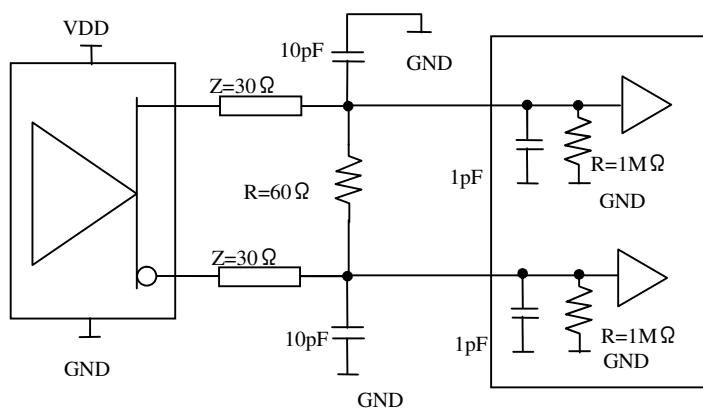 VDD
10pF
GND
Z=30Ω
R=60Ω
1pF
R=1MΩ
GND
Z=30Ω
10pF
1pF
R=1MΩ
GND
GND
GND